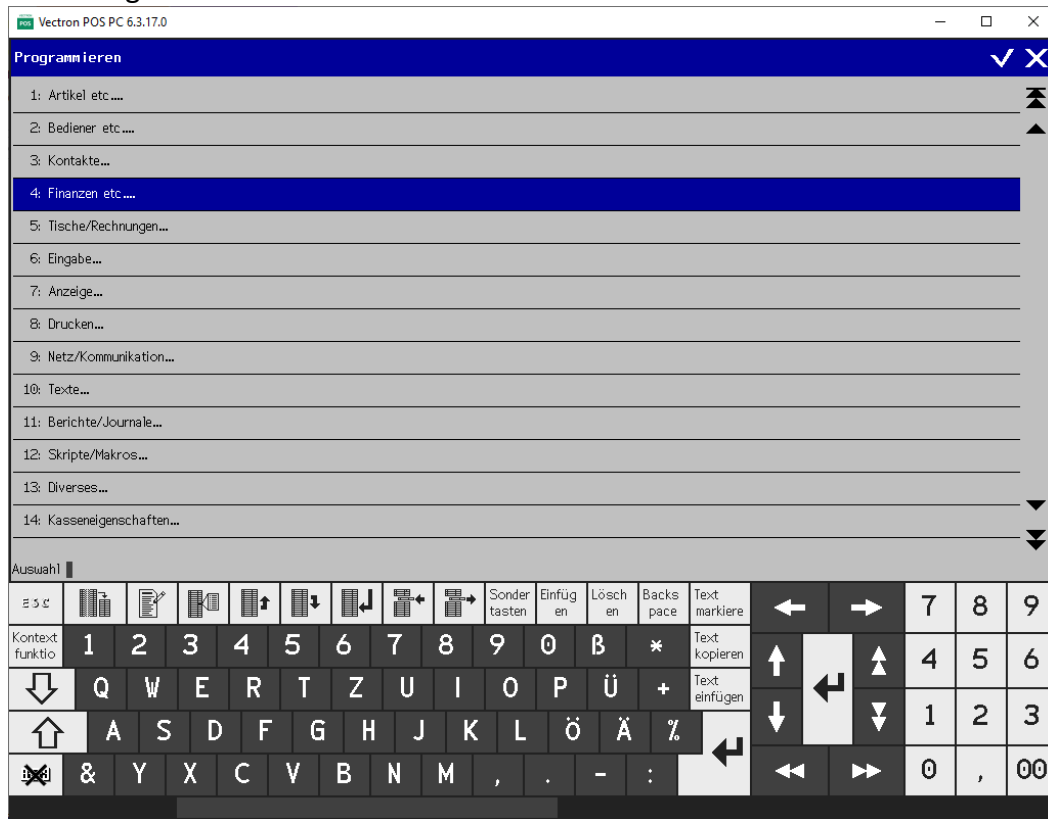 Vectron POS PC 6.3.17.0
Programmieren
1: Artikel etc....
2: Bediener etc....
3: Kontakte...
4: Finanzen etc....
5: Tische/Rechnungen...
6: Eingabe...
7: Anzeige...
8: Drucken...
9: Netz/Kommunikation...
10: Texte...
11: Berichte/Journale...
12: Skripte/Makros...
13: Diverses...
14: Kasseneigenschaften...
Auswahl
ESC Sonder tasten Einfüg en Lösch en Backs pace Text markiere 7 8 9
Kontext funktio 1 2 3 4 5 6 7 8 9 0 ß * Text kopieren 4 5 6
Q W E R T Z U I O P Ü + Text einfügen
A S D F G H J K L Ö Ä % 1 2 3
& Y X C V B N M , . - : 0 , 00